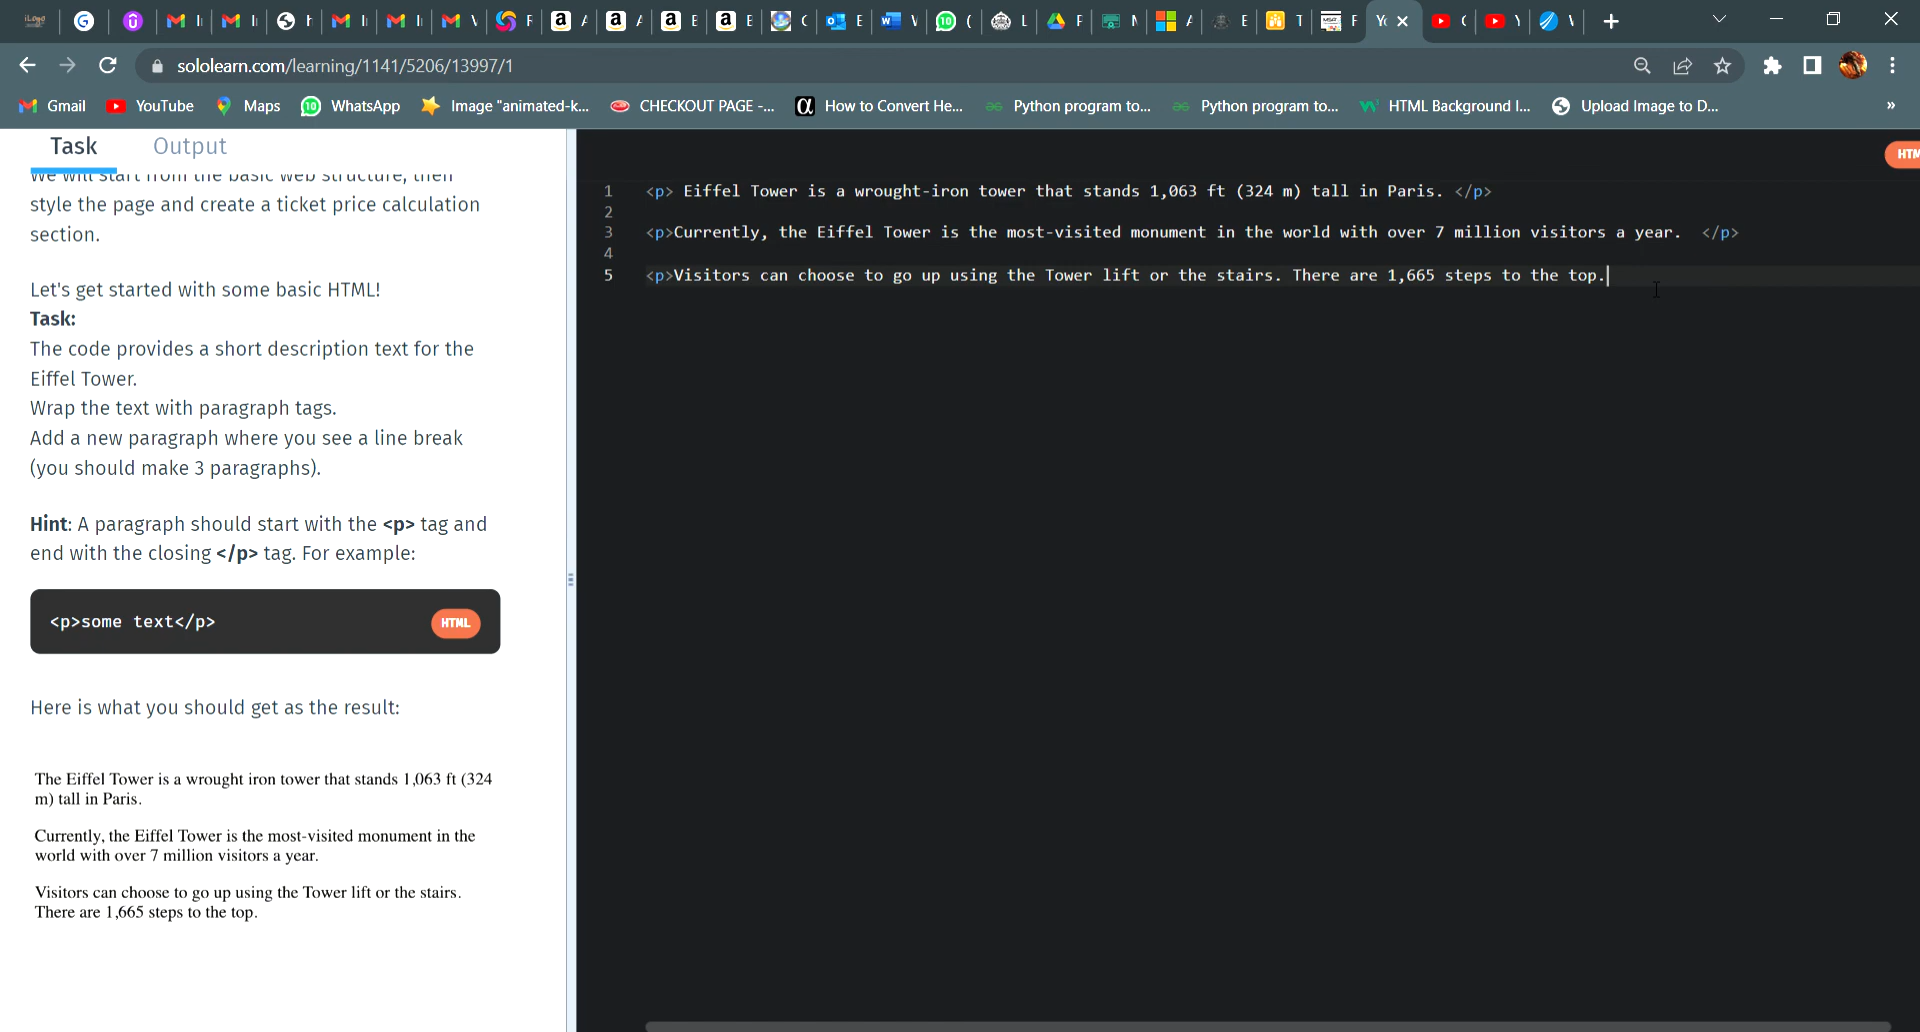 sololearn.com/learning/1141/5206/13997/1
Gmail YouTube Maps WhatsApp Image "animated-k... CHECKOUT PAGE -... How to Convert He... Python program to... Python program to... HTML Background I... Upload Image to D... »
Task Output
We will start from the basic web structure, then
style the page and create a ticket price calculation
section.
Let's get started with some basic HTML!
Task:
The code provides a short description text for the
Eiffel Tower.
Wrap the text with paragraph tags.
Add a new paragraph where you see a line break
(you should make 3 paragraphs).
Hint: A paragraph should start with the <p> tag and
end with the closing </p> tag. For example:
<p>some text</p> HTML
Here is what you should get as the result:
The Eiffel Tower is a wrought iron tower that stands 1,063 ft (324
m) tall in Paris.
Currently, the Eiffel Tower is the most-visited monument in the
world with over 7 million visitors a year.
Visitors can choose to go up using the Tower lift or the stairs.
There are 1,665 steps to the top.
HTM
1 <p> Eiffel Tower is a wrought-iron tower that stands 1,063 ft (324 m) tall in Paris. </p>
2
3 <p>Currently, the Eiffel Tower is the most-visited monument in the world with over 7 million visitors a year.  </p>
4
5 <p>Visitors can choose to go up using the Tower lift or the stairs. There are 1,665 steps to the top.